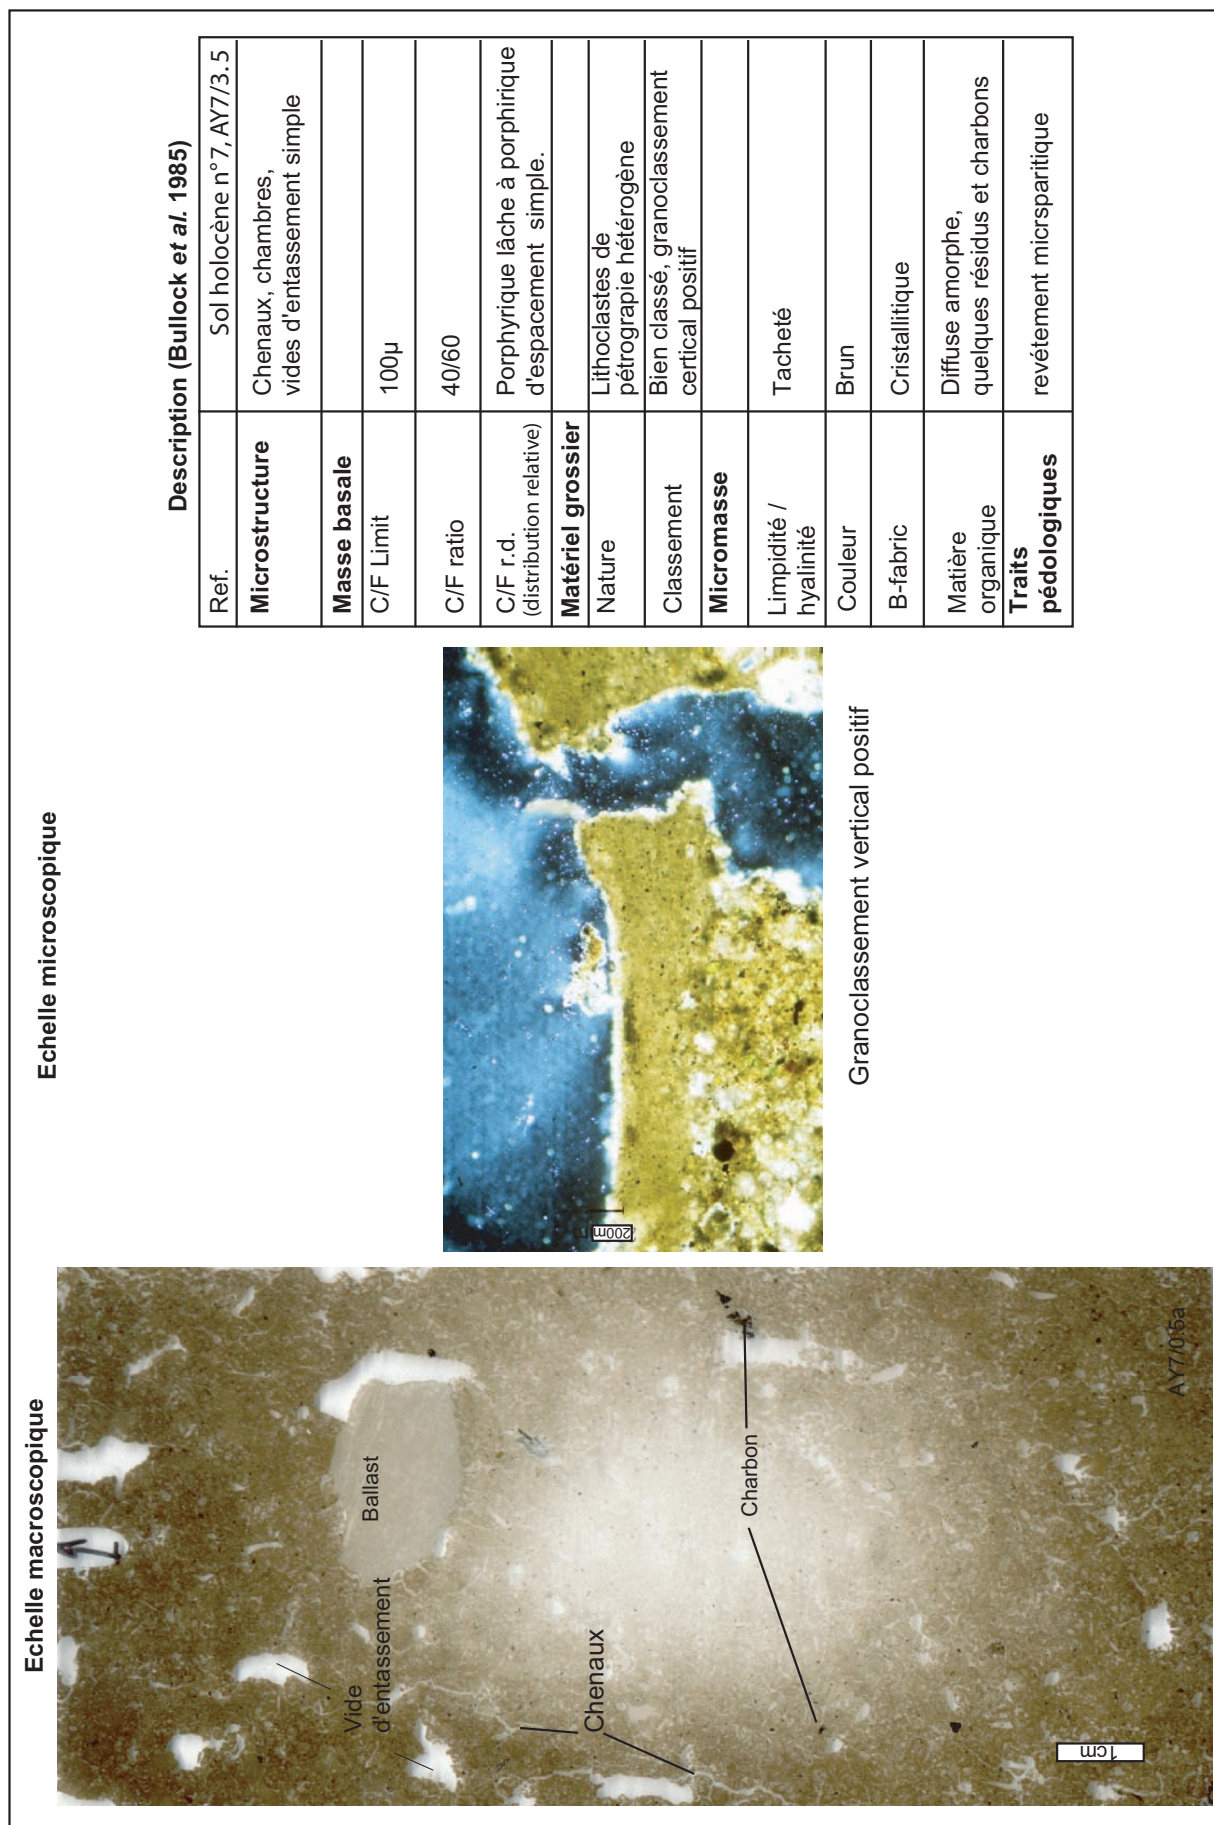 Echelle macroscopique
Echelle microscopique
Vide
d'entassement
Ballast
Chenaux
Charbon
1cm
AY7/0.5a
200mm
Granoclassement vertical positif
Description (Bullock et al. 1985)
Ref. Sol holocène n°7, AY7/3.5
Microstructure Chenaux, chambres,
vides d'entassement simple
Masse basale
C/F Limit 100µ
C/F ratio 40/60
C/F r.d. Porphyrique lâche à porphirique
(distribution relative) d'espacement simple.
Matériel grossier
Nature Lithoclastes de
pétrograpie hétérogène
Classement Bien classé, granoclassement
certical positif
Micromasse
Limpidité / Tacheté
hyalinité
Couleur Brun
B-fabric Cristallitique
Matière Diffuse amorphe,
organique quelques résidus et charbons
Traits revétement micrsparitique
pédologiques